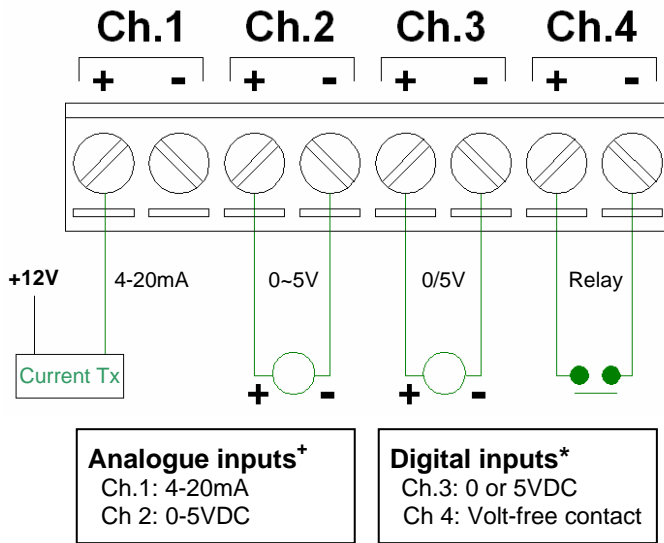 Ch.1 Ch.2 Ch.3 Ch.4
+ - + - + - + -
+12V 4-20mA 0~5V 0/5V Relay
Current Tx
+ - + -
Analogue inputs+
Ch.1: 4-20mA
Ch 2: 0-5VDC
Digital inputs*
Ch.3: 0 or 5VDC
Ch 4: Volt-free contact